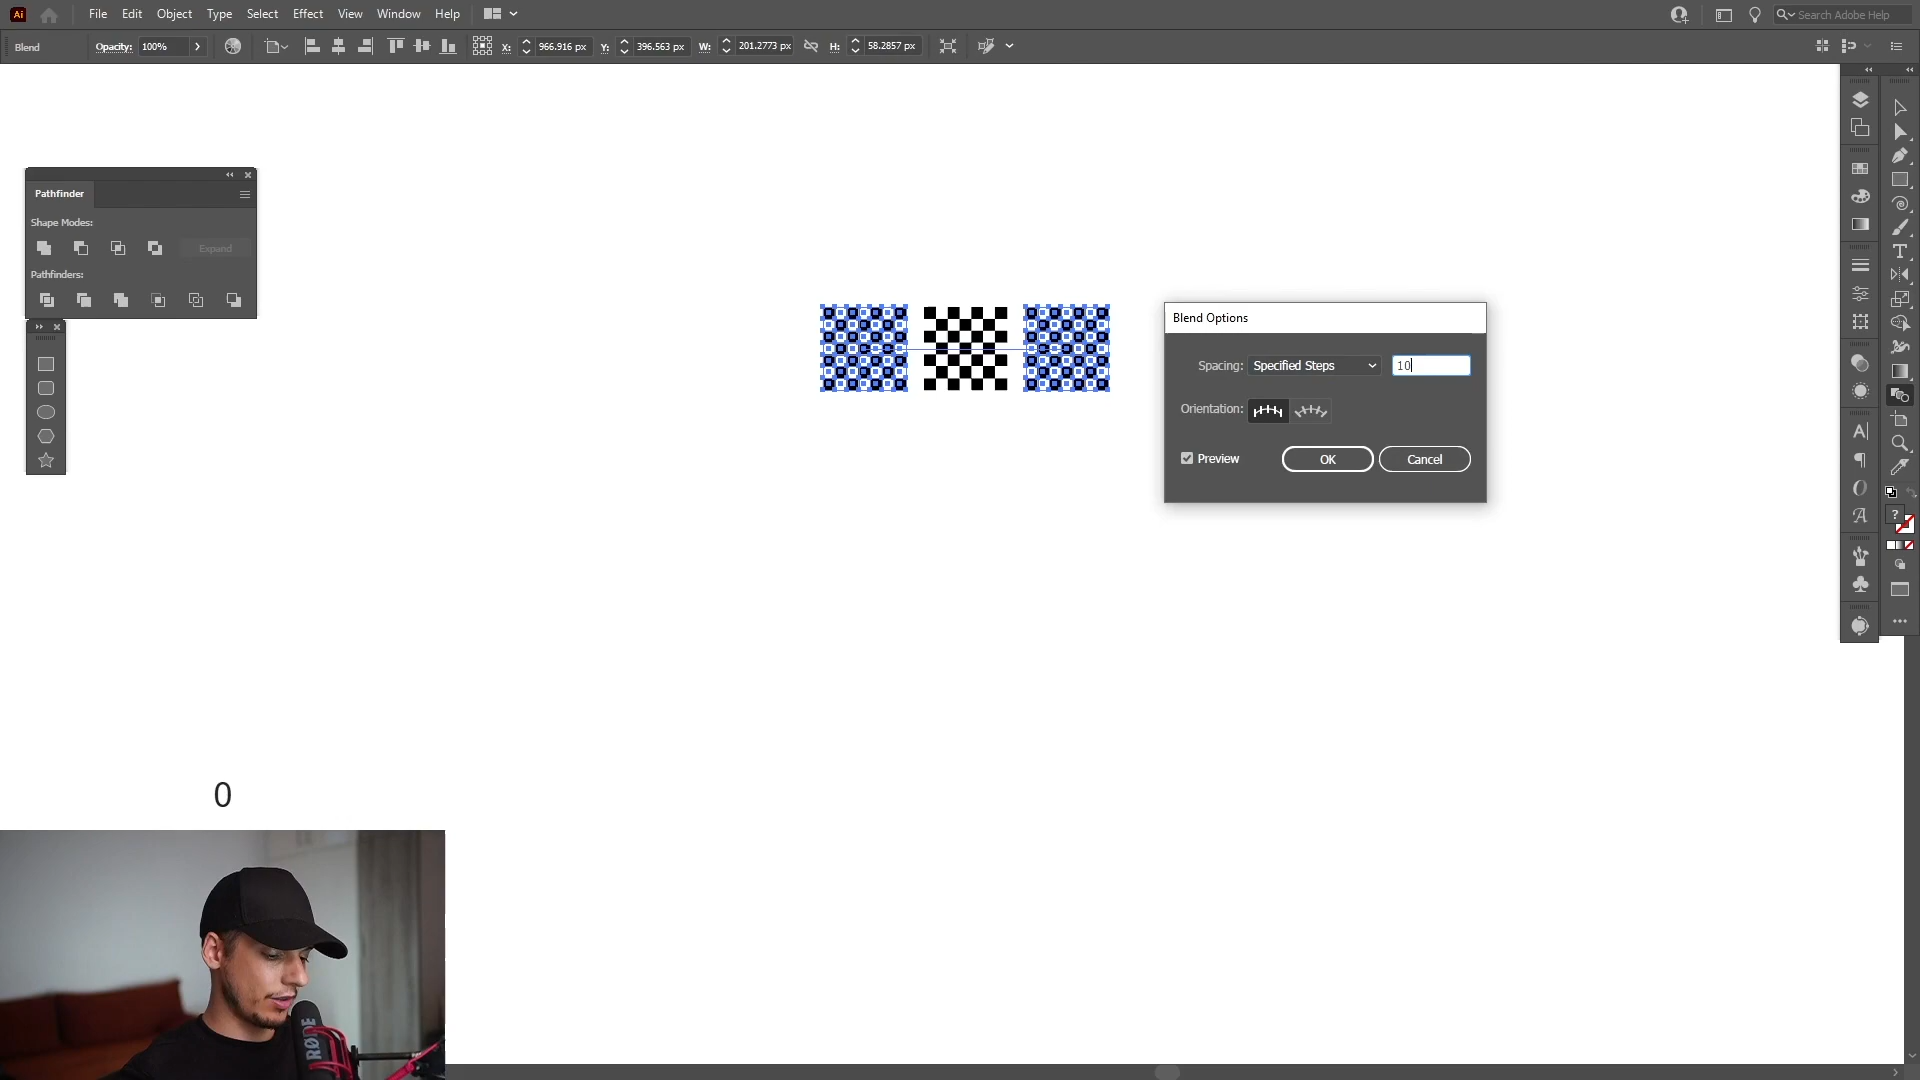 Ai File Edit Object Type Select Effect View Window Help Search Adobe Help
Blend Opacity: 100% X: 966.916 px Y: 396.563 px W: 201.2773 px H: 58.2857 px
Pathfinder
Shape Modes:
Expand
Pathfinders:
Blend Options
Spacing: Specified Steps 10
Orientation:
Preview OK Cancel
0
RØDE